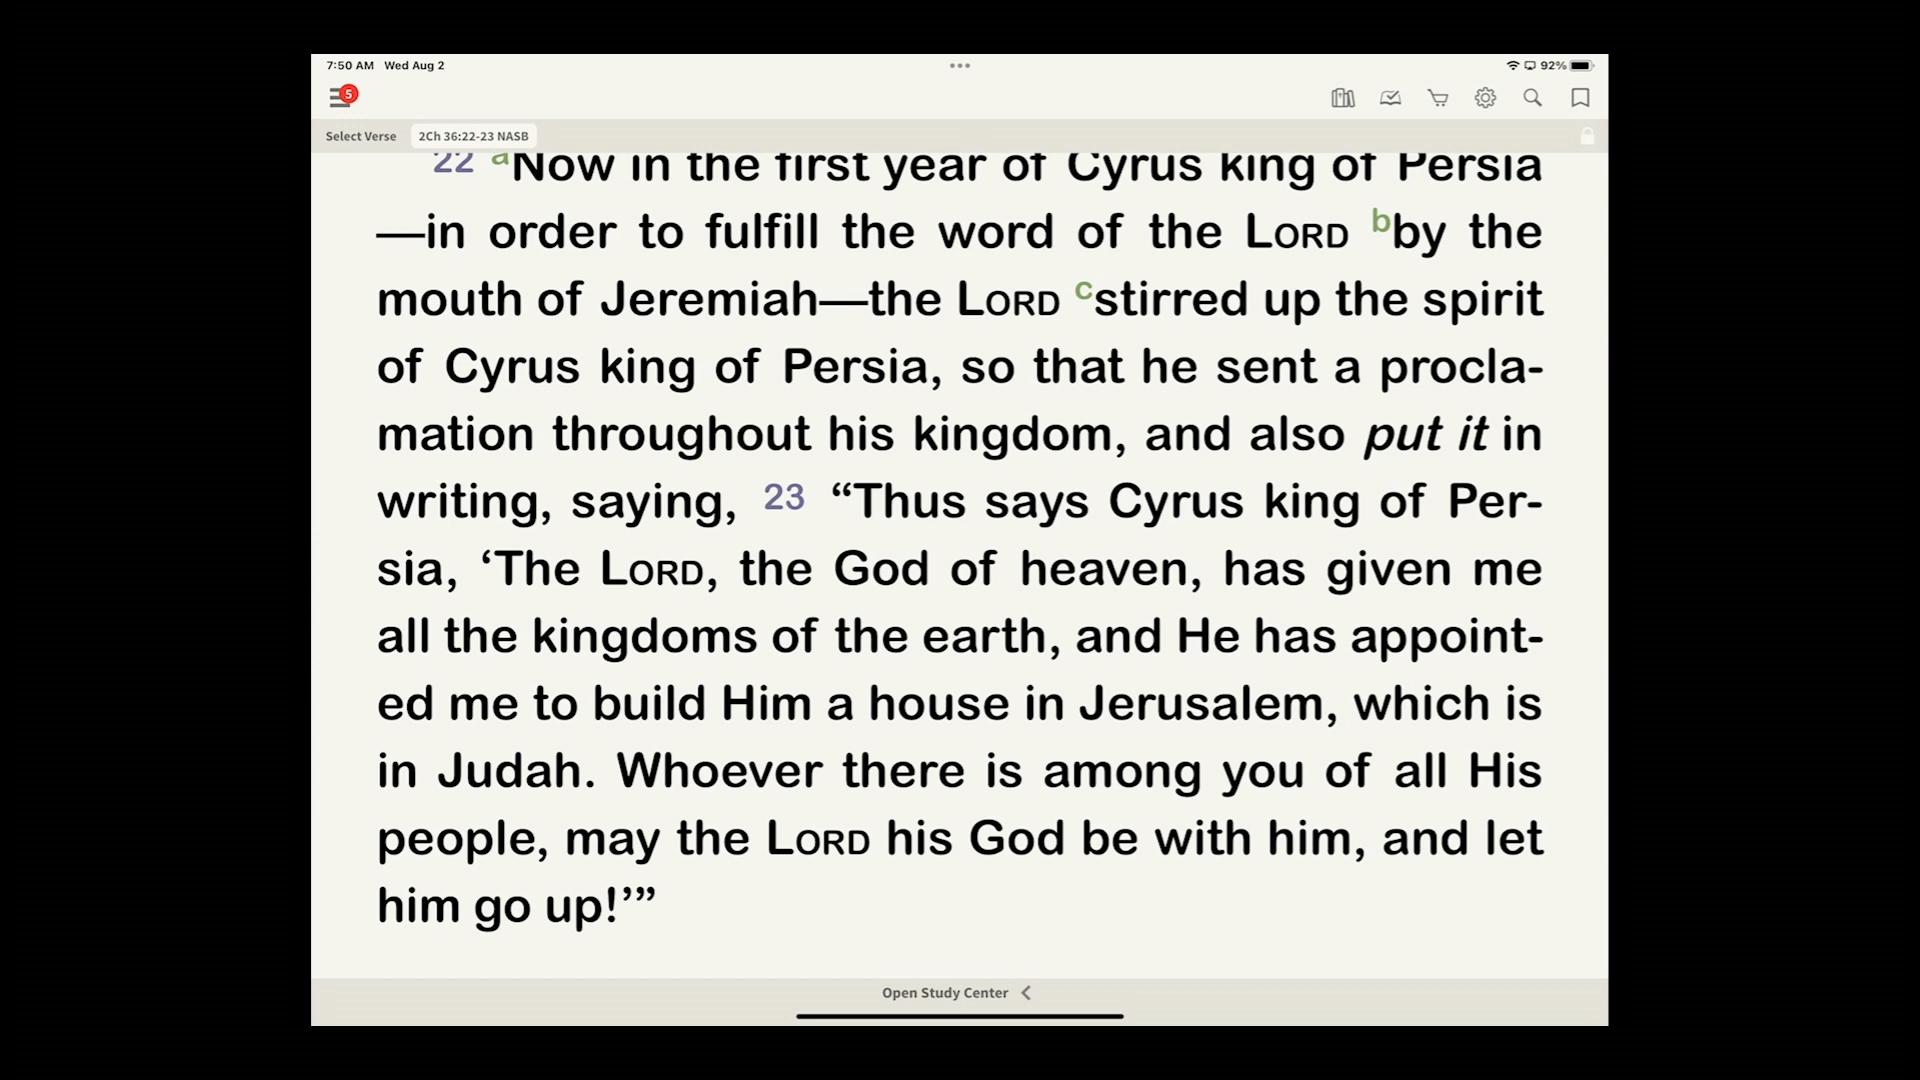 7:50 AM Wed Aug 2
92%
5
Select Verse 2Ch 36:22-23 NASB
22 aNow in the first year of Cyrus king of Persia
—in order to fulfill the word of the LORD bby the
mouth of Jeremiah—the LORD cstirred up the spirit
of Cyrus king of Persia, so that he sent a procla-
mation throughout his kingdom, and also put it in
writing, saying, 23 “Thus says Cyrus king of Per-
sia, ‘The LORD, the God of heaven, has given me
all the kingdoms of the earth, and He has appoint-
ed me to build Him a house in Jerusalem, which is
in Judah. Whoever there is among you of all His
people, may the LORD his God be with him, and let
him go up!’”
Open Study Center